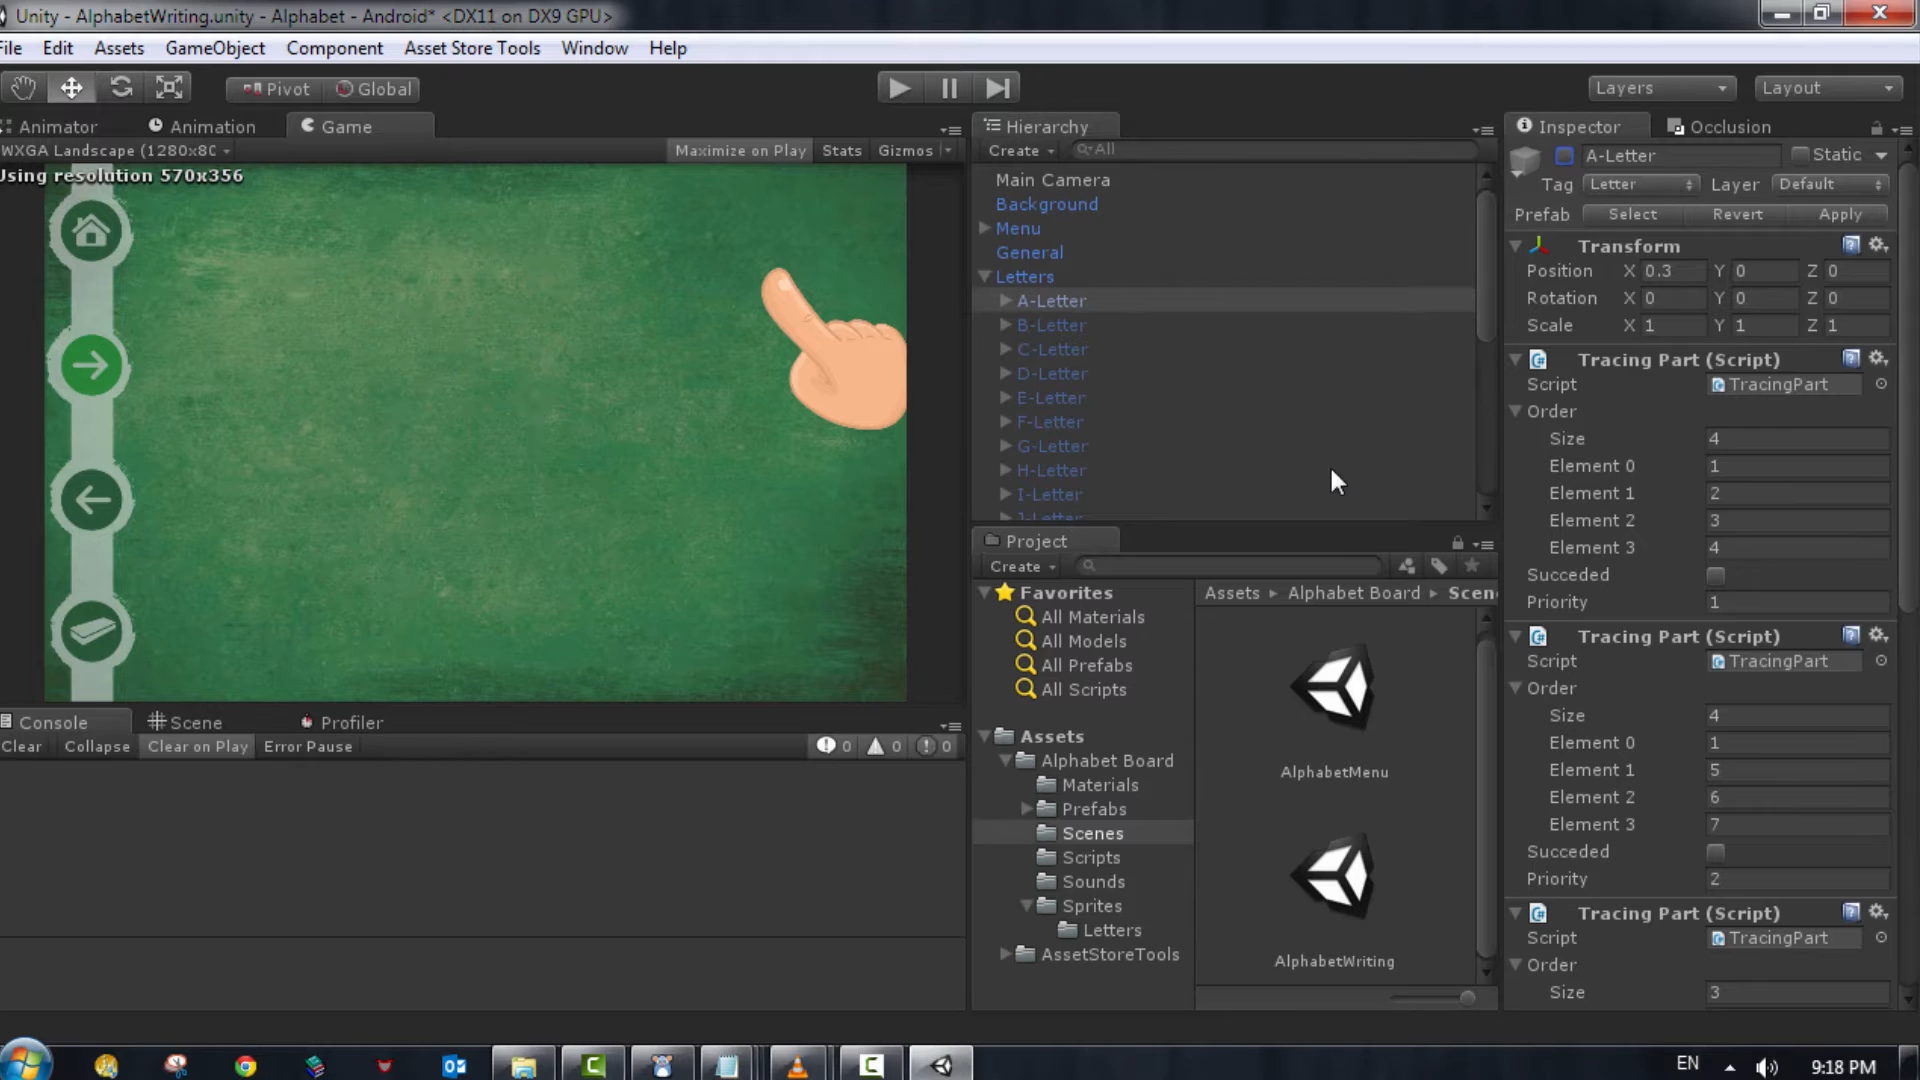 Unity - AlphabetWriting.unity - Alphabet - Android* <DX11 on DX9 GPU>
File Edit Assets GameObject Component Asset Store Tools Window Help
Pivot Global Layers Layout
Animator Animation Game
WXGA Landscape (1280x80 Maximize on Play Stats Gizmos
Using resolution 570x356
Hierarchy
Create All
Main Camera
Background
Menu
General
Letters
A-Letter
B-Letter
C-Letter
D-Letter
E-Letter
F-Letter
G-Letter
H-Letter
I-Letter
J-Letter
Inspector Occlusion
A-Letter Static
Tag Letter Layer Default
Prefab Select Revert Apply
Transform
Position X 0.3 Y 0 Z 0
Rotation X 0 Y 0 Z 0
Scale X 1 Y 1 Z 1
Tracing Part (Script)
Script TracingPart
Order
Size 4
Element 0 1
Element 1 2
Element 2 3
Element 3 4
Succeded
Priority 1
Tracing Part (Script)
Script TracingPart
Order
Size 4
Element 0 1
Element 1 5
Element 2 6
Element 3 7
Succeded
Priority 2
Tracing Part (Script)
Script TracingPart
Order
Size 3
Project
Create
Favorites
All Materials
All Models
All Prefabs
All Scripts
Assets
Alphabet Board
Materials
Prefabs
Scenes
Scripts
Sounds
Sprites
Letters
AssetStoreTools
Assets Alphabet Board Scen
AlphabetMenu
AlphabetWriting
Console Scene Profiler
Clear Collapse Clear on Play Error Pause 0 0 0
EN 9:18 PM